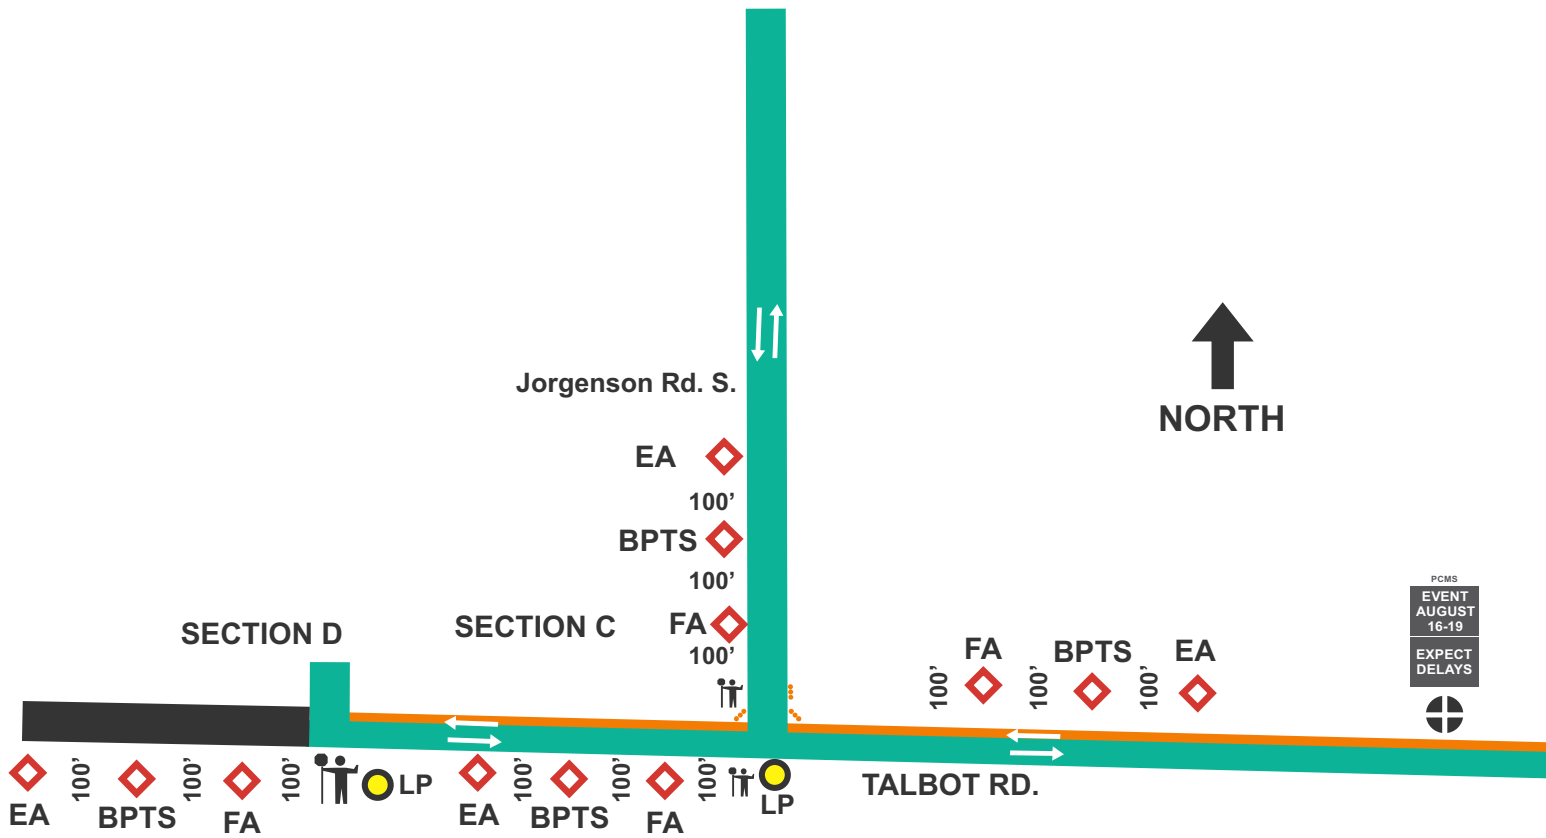 Jorgenson Rd. S.
EA
100’
BPTS
100’
FA
100’
NORTH
SECTION D
SECTION C
PCMS
EVENT
AUGUST
16-19
EXPECT
DELAYS
100’
FA
100’
BPTS
100’
EA
TALBOT RD.
EA
100’
BPTS
100’
FA
100’
LP
EA
100’
BPTS
100’
FA
100’
LP